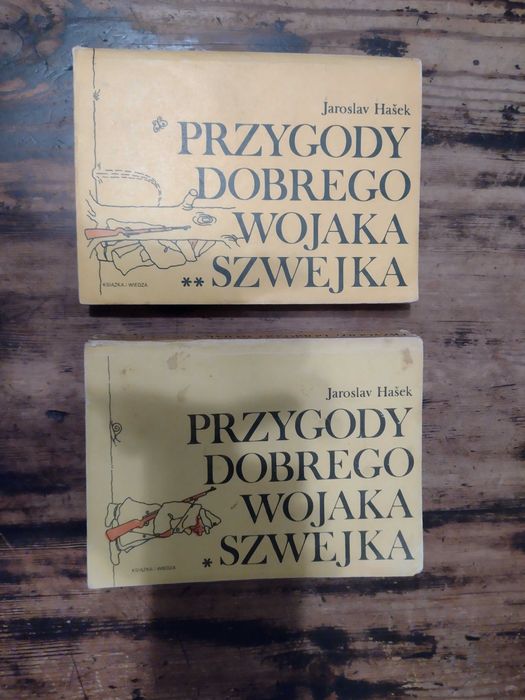 Jaroslav Hašek
PRZYGODY
DOBREGO
WOJAKA
** SZWEJKA
KSIĄŻKA I WIEDZA
Jaroslav Hašek
PRZYGODY
DOBREGO
WOJAKA
* SZWEJKA
KSIĄŻKA I WIEDZA